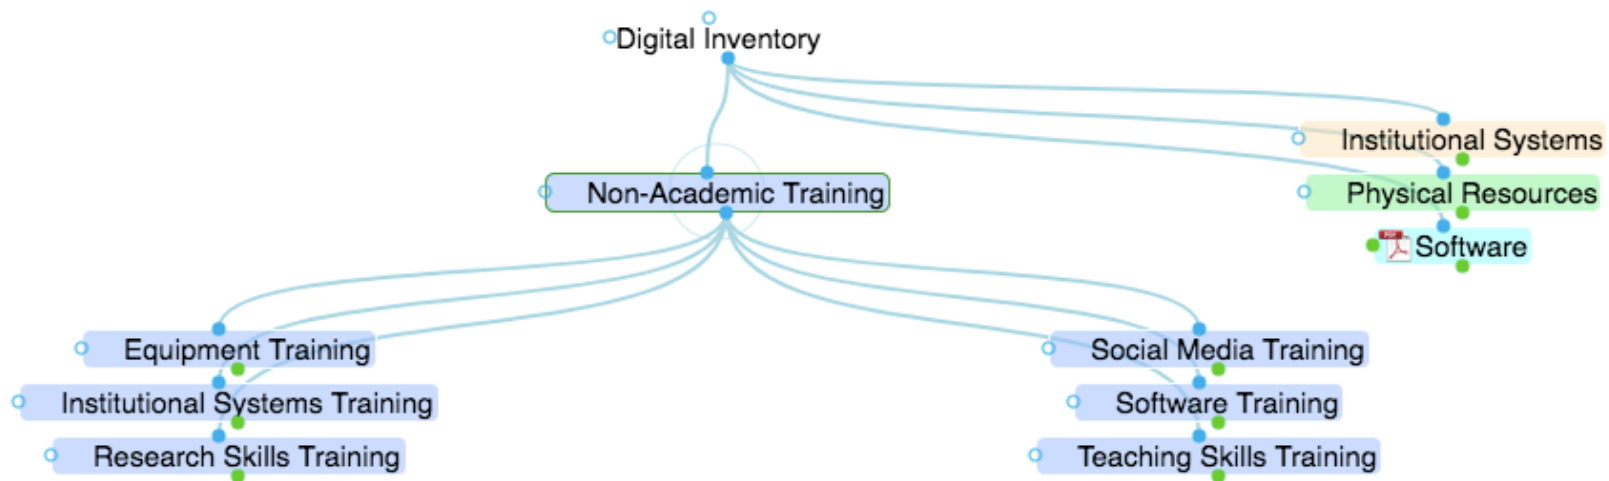 Digital Inventory
Institutional Systems
Non-Academic Training
Physical Resources
PDF
Software
Equipment Training
Institutional Systems Training
Research Skills Training
Social Media Training
Software Training
Teaching Skills Training